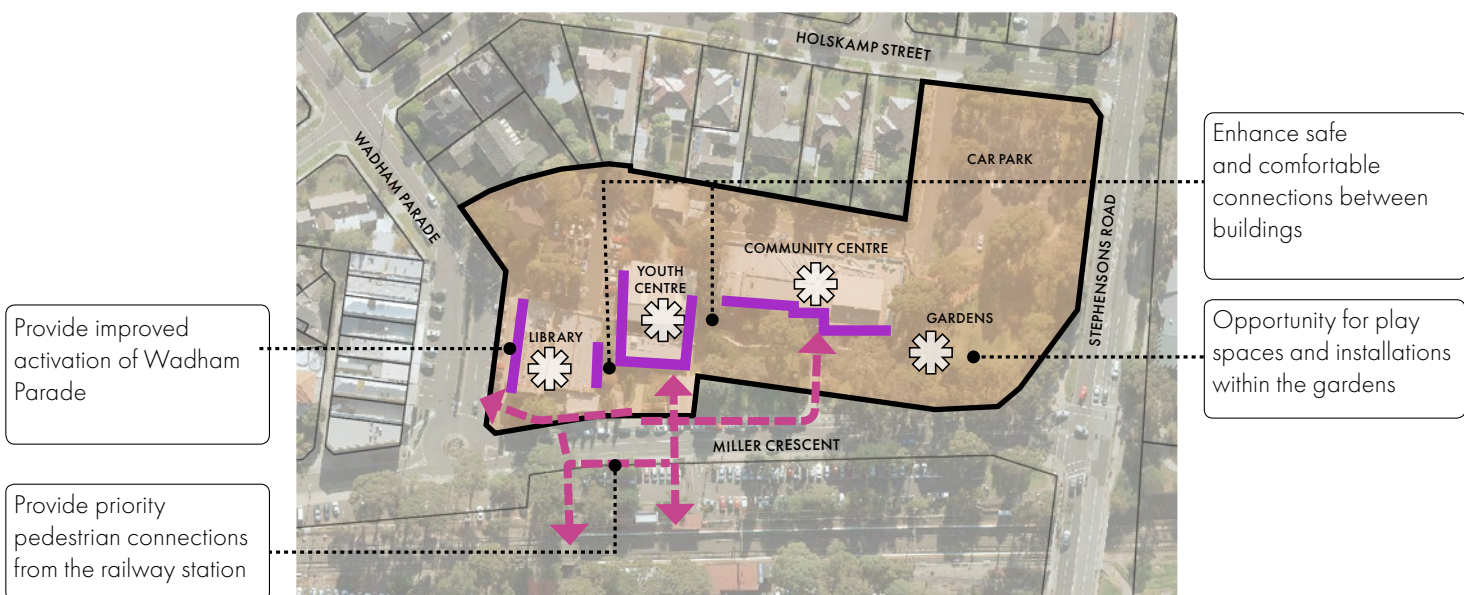 HOLSKAMP STREET
WADHAM PARADE
CAR PARK
STEPHENSONS ROAD
COMMUNITY CENTRE
YOUTH
CENTRE
LIBRARY
GARDENS
MILLER CRESCENT
Provide improved
activation of Wadham
Parade
Provide priority
pedestrian connections
from the railway station
Enhance safe
and comfortable
connections between
buildings
Opportunity for play
spaces and installations
within the gardens